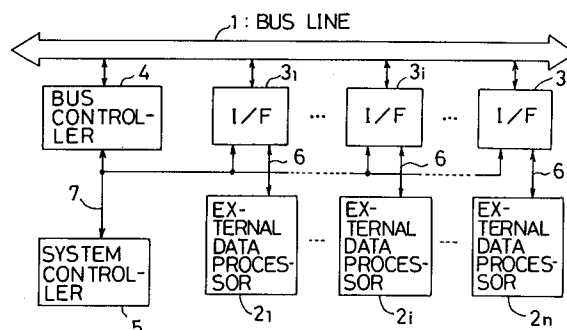 1 : BUS LINE
4
BUS
CONTROL-
LER
3₁
I/F
...
3i
I/F
...
3
I/F
6
6
6
7
SYSTEM
CONTROL-
LER
5
EX-
TERNAL
DATA
PROCES-
SOR
2₁
...
EX-
TERNAL
DATA
PROCES-
SOR
2i
...
EX-
TERNAL
DATA
PROCES-
SOR
2n